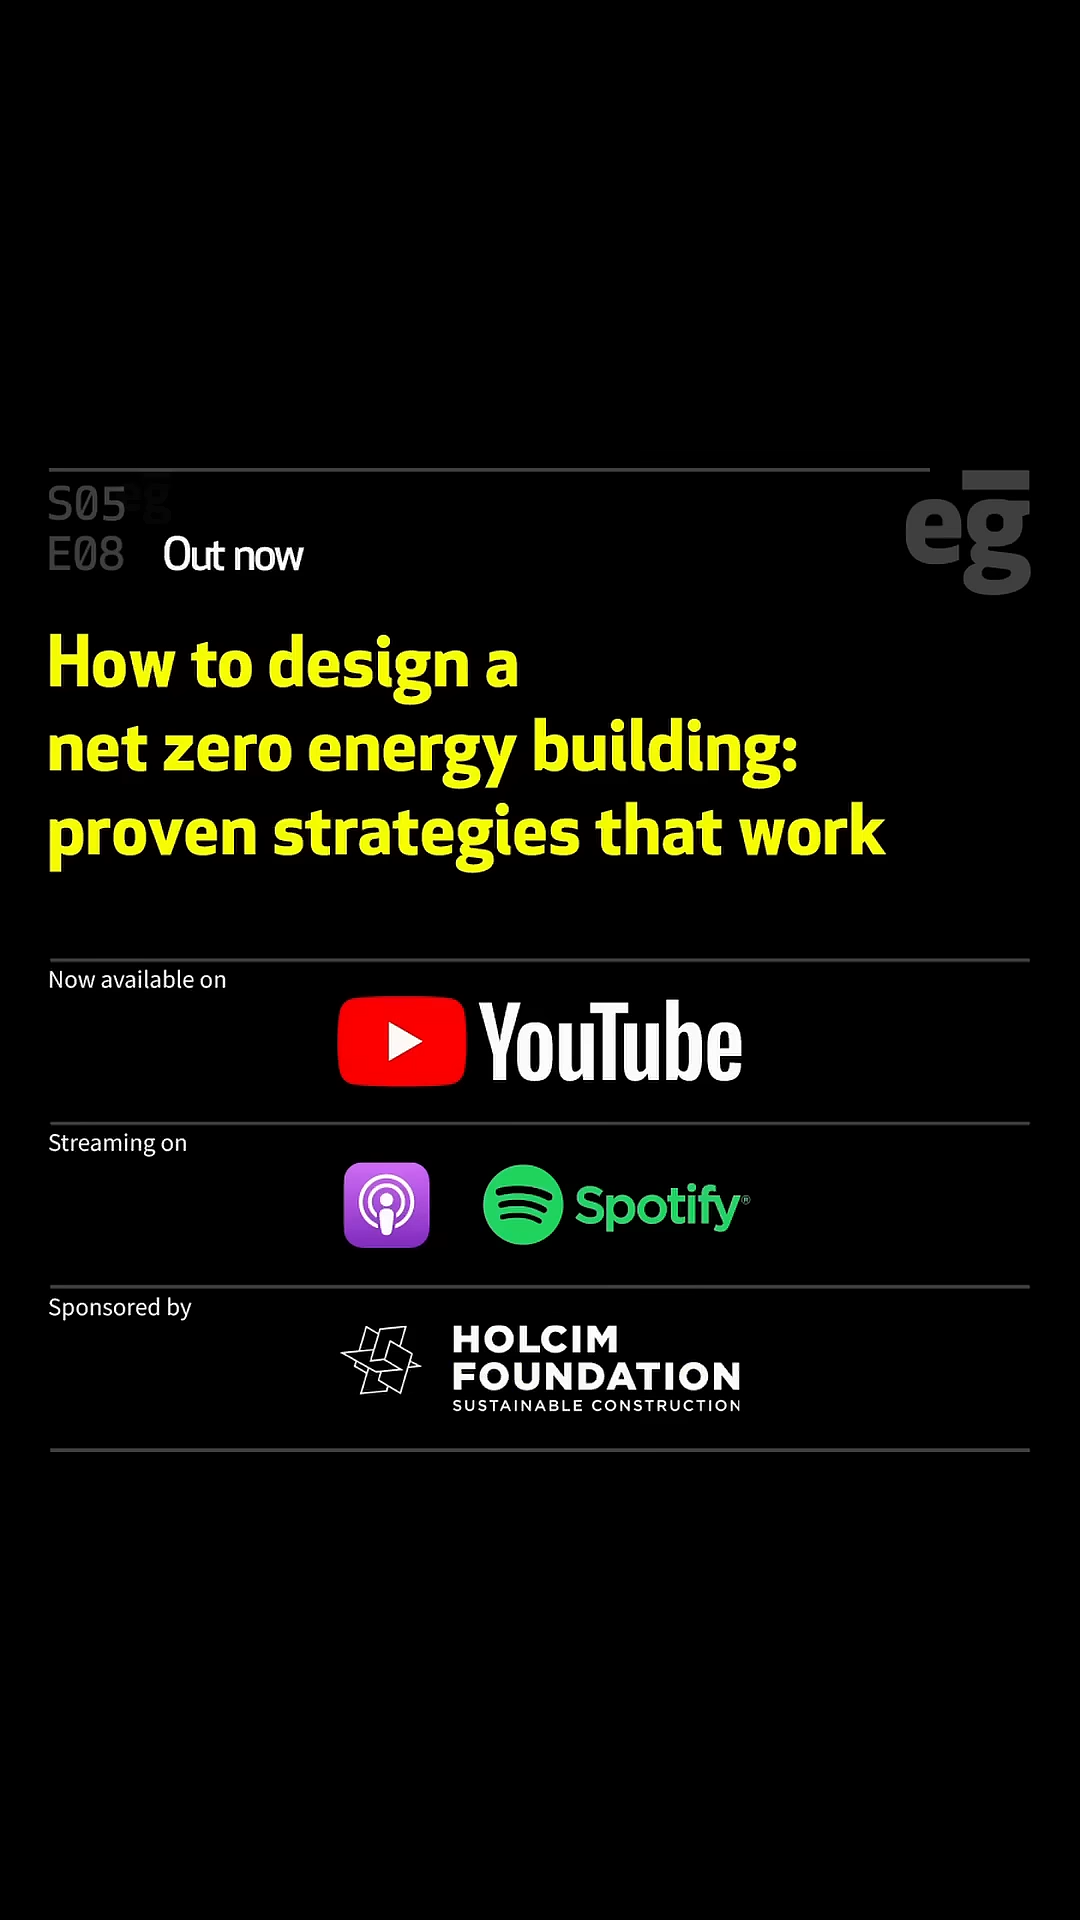 S05
E08 Out now
eg
How to design a
net zero energy building:
proven strategies that work
Now available on
YouTube
Streaming on
Spotify®
Sponsored by
HOLCIM
FOUNDATION
SUSTAINABLE CONSTRUCTION